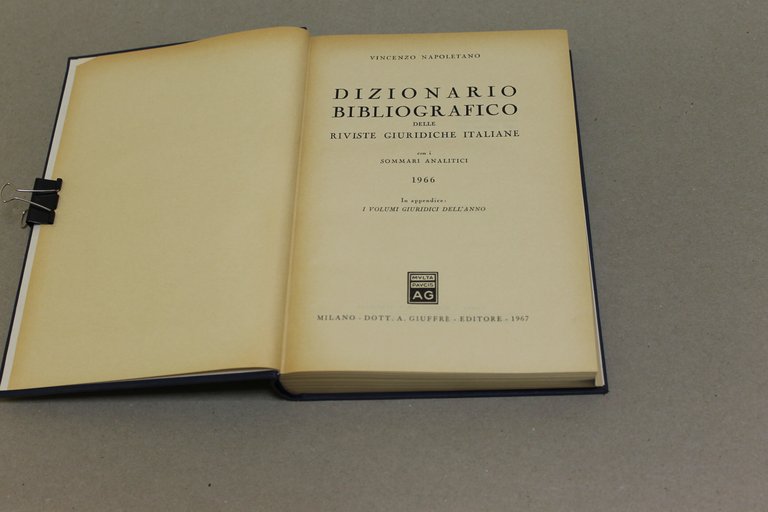 VINCENZO NAPOLETANO
DIZIONARIO
BIBLIOGRAFICO
DELLE
RIVISTE GIURIDICHE ITALIANE
con i
SOMMARI ANALITICI
1966
In appendice:
I VOLUMI GIURIDICI DELL'ANNO
MVLTA
PAVCIS
AG
MILANO - DOTT. A. GIUFFRÈ - EDITORE - 1967